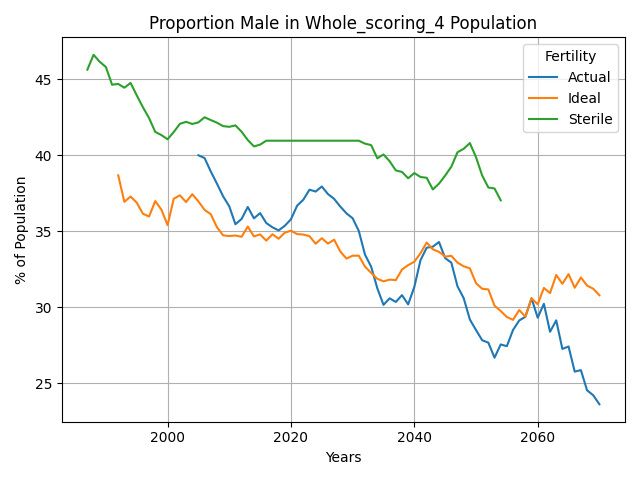 Proportion Male in Whole_scoring_4 Population
Fertility
Actual
Ideal
Sterile
% of Population
45
40
35
30
25
2000
2020
2040
2060
Years